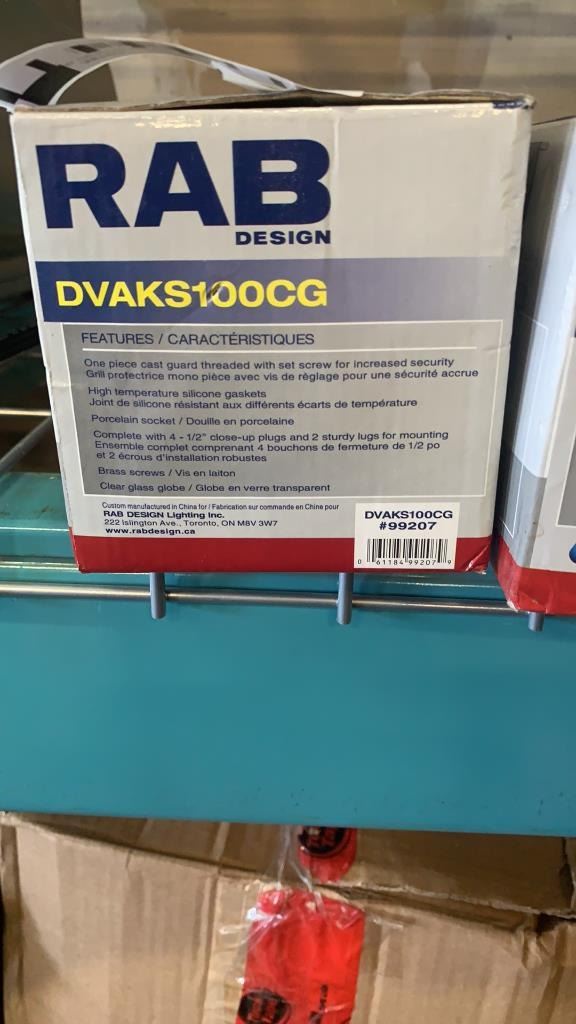 RAB
DESIGN
DVAKS100CG
FEATURES / CARACTÉRISTIQUES
One piece cast guard threaded with set screw for increased security
Grill protectrice mono pièce avec vis de règlage pour une sécurité accrue
High temperature silicone gaskets
Joint de silicone résistant aux différents écarts de température
Porcelain socket / Douille en porcelaine
Complete with 4 - 1/2" close-up plugs and 2 sturdy lugs for mounting
Ensemble complet comprenant 4 bouchons de fermeture de 1/2 po
et 2 écrous d'installation robustes
Brass screws / Vis en laiton
Clear glass globe / Globe en verre transparent
Custom manufactured in China for / Fabrication sur commande en Chine pour
RAB DESIGN Lighting Inc.
222 Islington Ave., Toronto, ON M8V 3W7
www.rabdesign.ca
DVAKS100CG
#99207
0 61184 99207 9